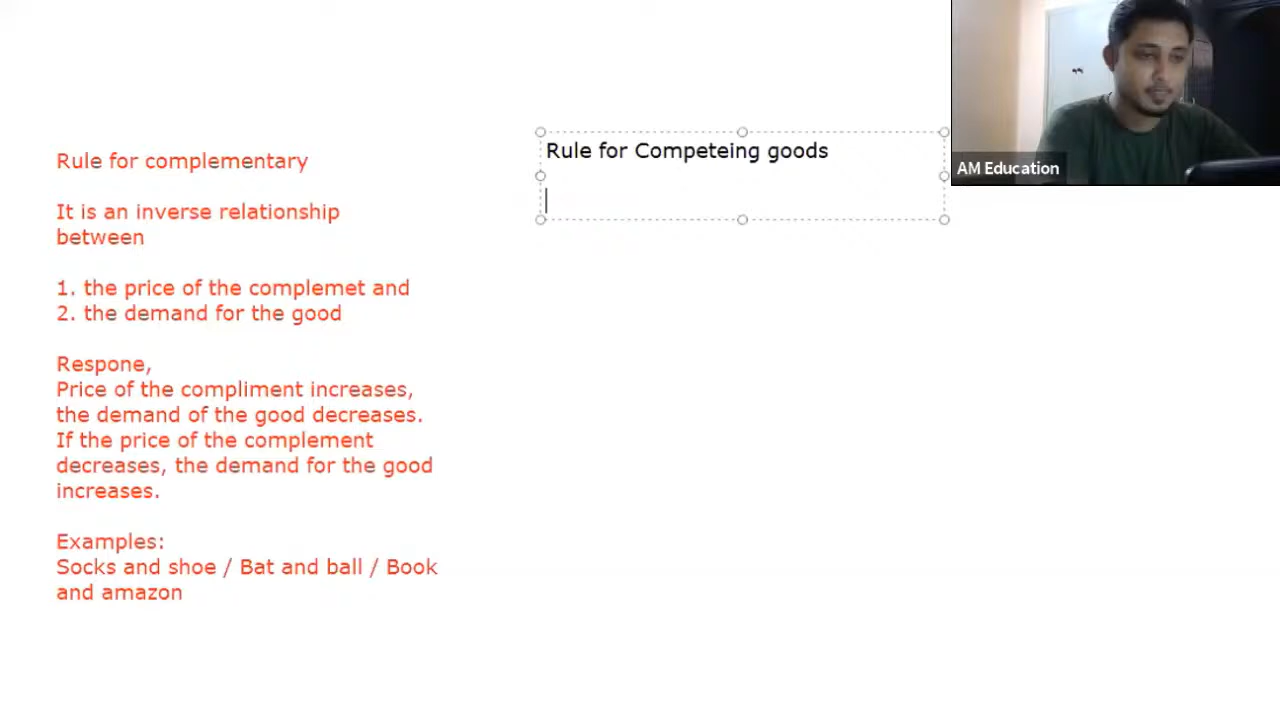 Rule for complementary
It is an inverse relationship
between
1. the price of the complemet and
2. the demand for the good
Respone,
Price of the compliment increases,
the demand of the good decreases.
If the price of the complement
decreases, the demand for the good
increases.
Examples:
Socks and shoe / Bat and ball / Book
and amazon
Rule for Competeing goods
AM Education